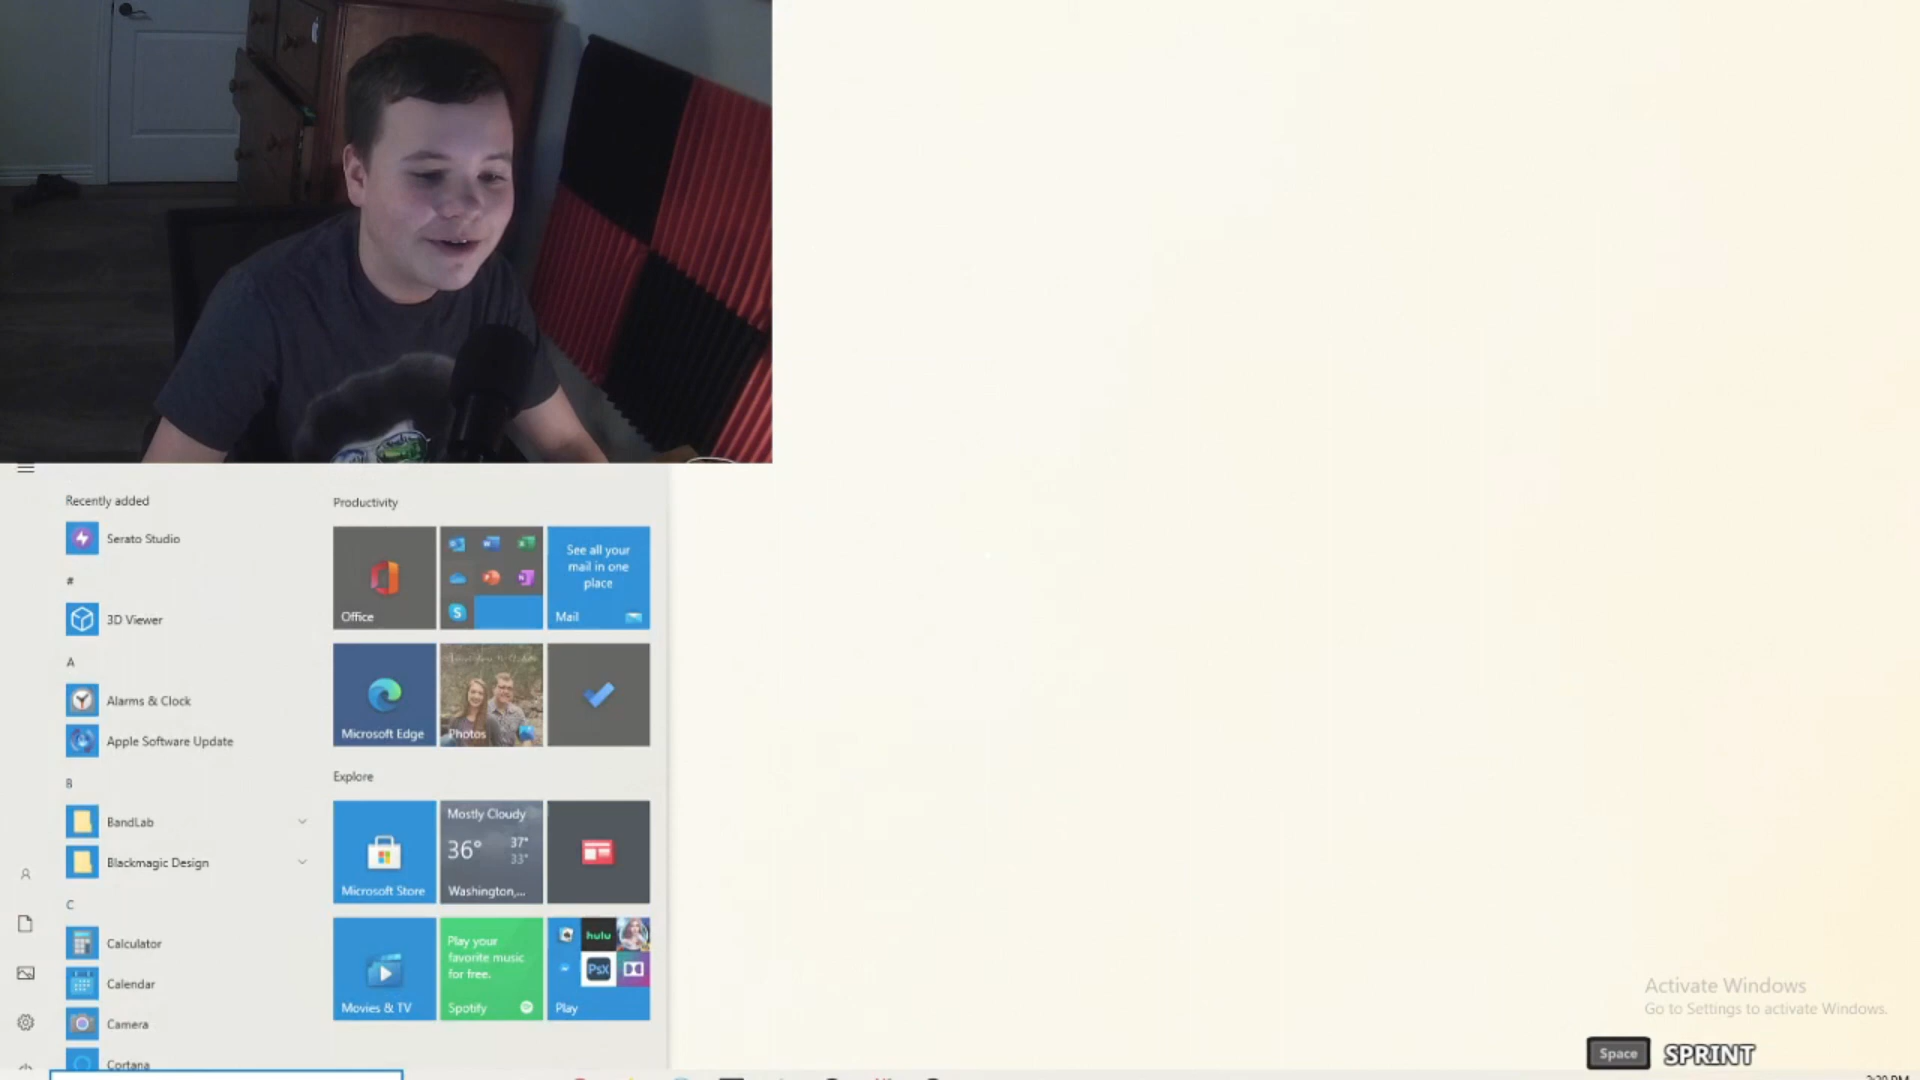 Recently added
Serato Studio
#
3D Viewer
A
Alarms & Clock
Apple Software Update
B
BandLab
Blackmagic Design
C
Calculator
Calendar
Camera
Cortana
Productivity
Office
See all your
mail in one
place
Mail
Microsoft Edge
Photos
Explore
Microsoft Store
Mostly Cloudy
36°
37°
33°
Washington,...
Movies & TV
Play your
favorite music
for free.
Spotify
hulu
PsX
Play
Activate Windows
Go to Settings to activate Windows.
Space
SPRINT